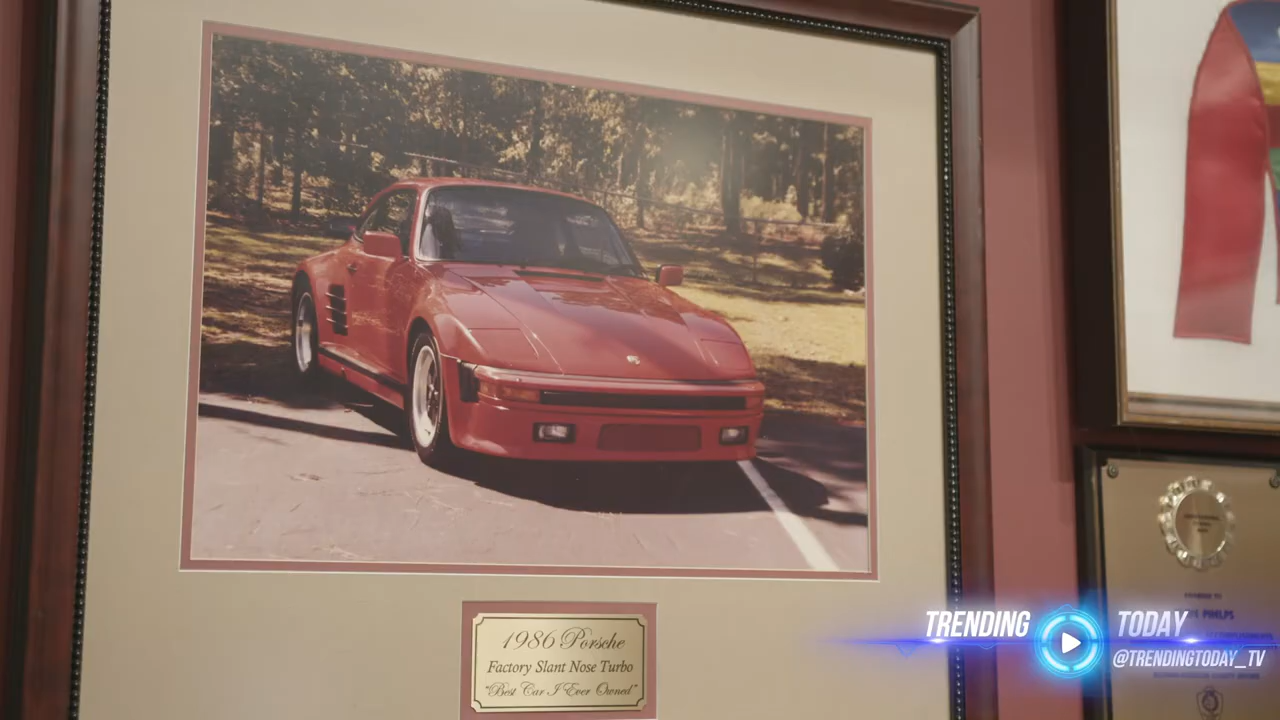 1986 Porsche
Factory Slant Nose Turbo
"Best Car I Ever Owned"
PHELPS
TRENDING TODAY
@TRENDINGTODAY_TV